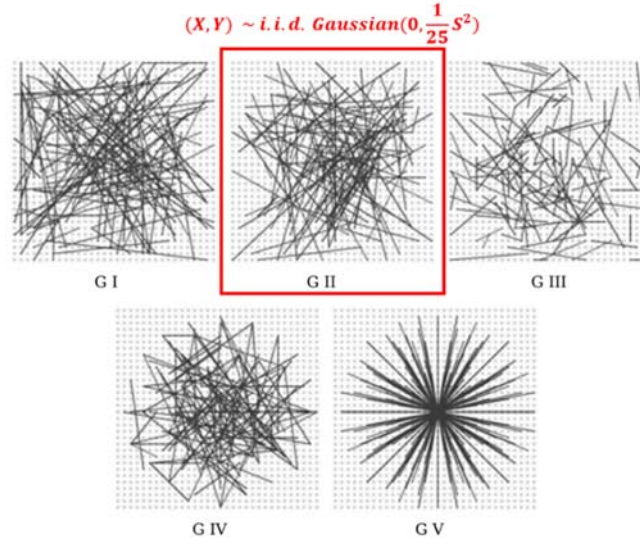 (X, Y) ~ i. i. d. Gaussian(0, 1/25 S²)
G I
G II
G III
G IV
G V